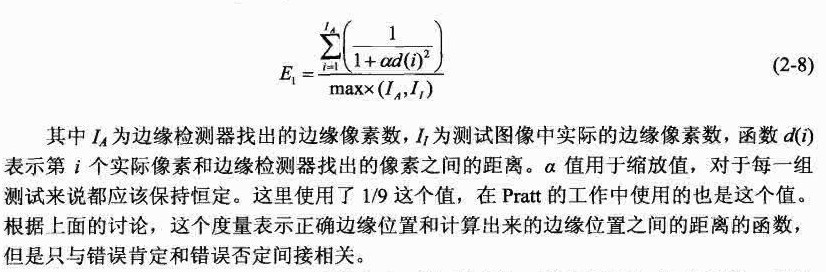 E₁ = \frac{\sum_{i=1}^{I_A}\left(\frac{1}{1+\alpha d(i)^2}\right)}{\max×(I_A,I_I)} (2-8)
其中 I_A 为边缘检测器找出的边缘像素数，I_I 为测试图像中实际的边缘像素数，函数 d(i)
表示第 i 个实际像素和边缘检测器找出的像素之间的距离。α 值用于缩放值，对于每一组
测试来说都应该保持恒定。这里使用了 1/9 这个值，在 Pratt 的工作中使用的也是这个值。
根据上面的讨论，这个度量表示正确边缘位置和计算出来的边缘位置之间的距离的函数，
但是只与错误肯定和错误否定间接相关。